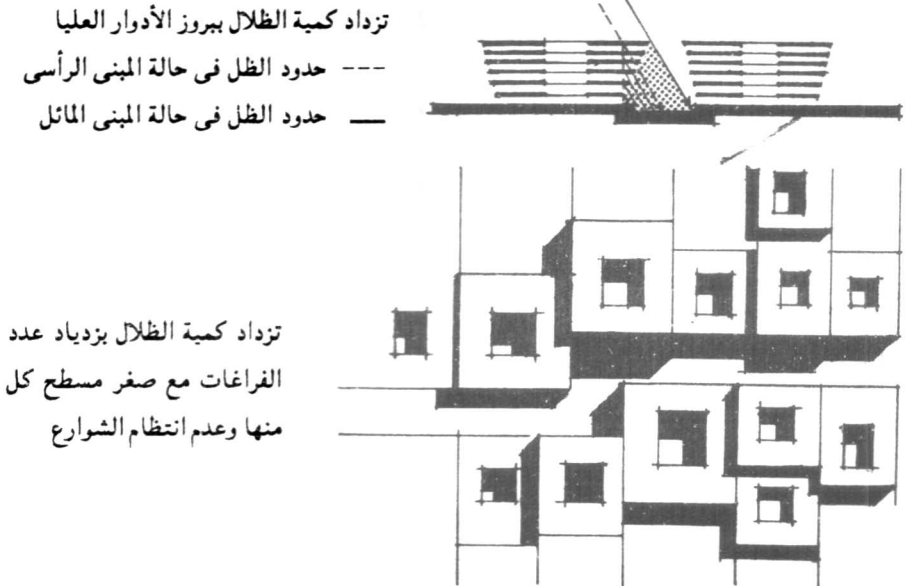 تزداد كمية الظلال ببروز الأدوار العليا
--- حدود الظل فى حالة المبنى الرأسى
— حدود الظل فى حالة المبنى المائل
تزداد كمية الظلال بزدياد عدد
الفراغات مع صغر مسطح كل
منها وعدم انتظام الشوارع